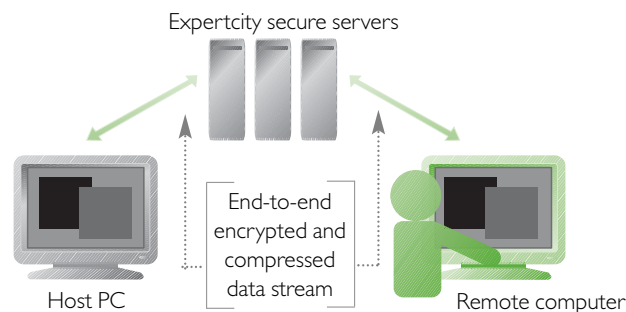 Expertcity secure servers
End-to-end
encrypted and
compressed
data stream
Host PC
Remote computer